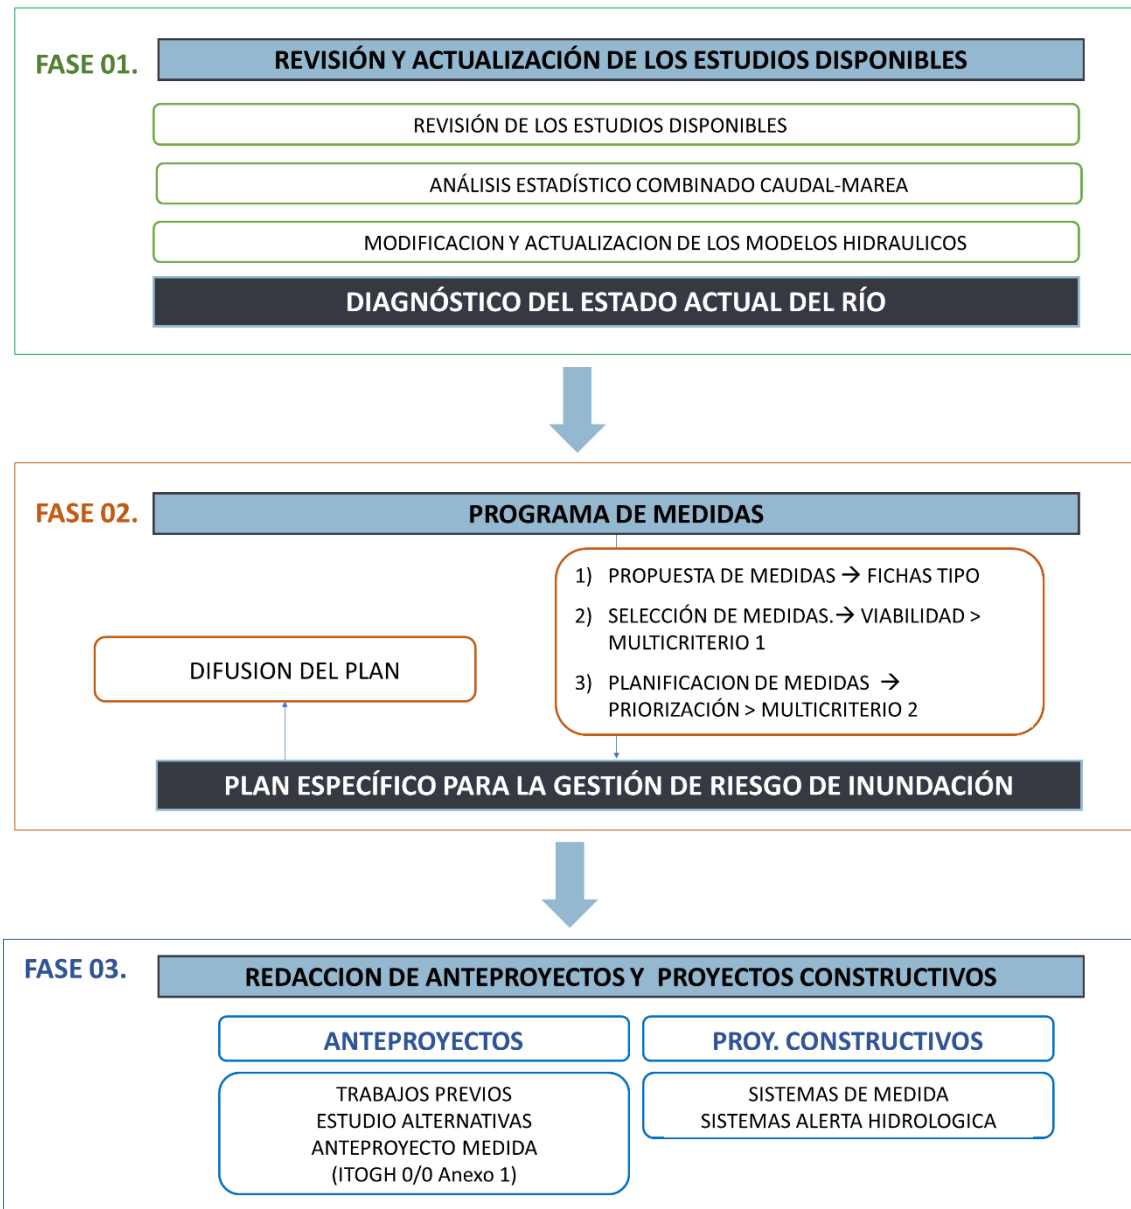 FASE 01.
REVISIÓN Y ACTUALIZACIÓN DE LOS ESTUDIOS DISPONIBLES
REVISIÓN DE LOS ESTUDIOS DISPONIBLES
ANÁLISIS ESTADÍSTICO COMBINADO CAUDAL-MAREA
MODIFICACION Y ACTUALIZACION DE LOS MODELOS HIDRAULICOS
DIAGNÓSTICO DEL ESTADO ACTUAL DEL RÍO
FASE 02.
PROGRAMA DE MEDIDAS
1) PROPUESTA DE MEDIDAS → FICHAS TIPO
2) SELECCIÓN DE MEDIDAS.→ VIABILIDAD >
MULTICRITERIO 1
3) PLANIFICACION DE MEDIDAS →
PRIORIZACIÓN > MULTICRITERIO 2
DIFUSION DEL PLAN
PLAN ESPECÍFICO PARA LA GESTIÓN DE RIESGO DE INUNDACIÓN
FASE 03.
REDACCION DE ANTEPROYECTOS Y PROYECTOS CONSTRUCTIVOS
ANTEPROYECTOS
TRABAJOS PREVIOS
ESTUDIO ALTERNATIVAS
ANTEPROYECTO MEDIDA
(ITOGH 0/0 Anexo 1)
PROY. CONSTRUCTIVOS
SISTEMAS DE MEDIDA
SISTEMAS ALERTA HIDROLOGICA